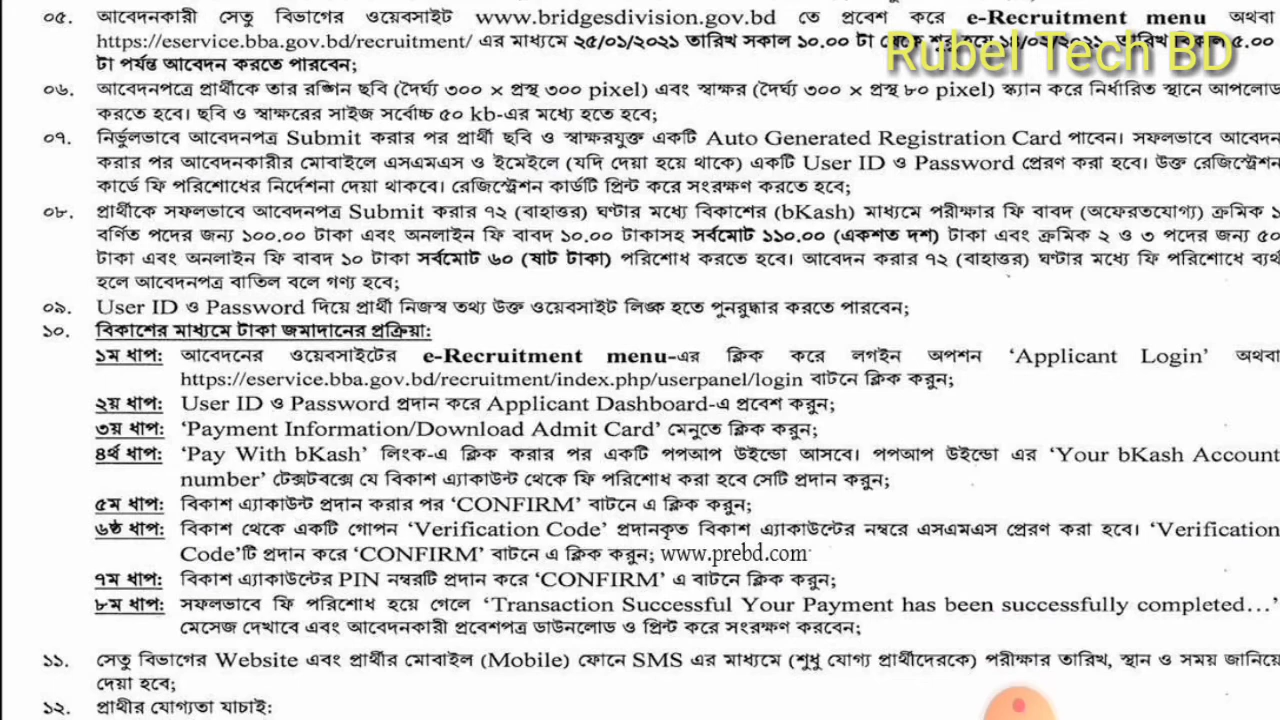 ০৫. আবেদনকারী সেতু বিভাগের ওয়েবসাইট www.bridgesdivision.gov.bd তে প্রবেশ করে e-Recruitment menu অথবা
https://eservice.bba.gov.bd/recruitment/ এর মাধ্যমে ২৫/০১/২০২১ তারিখ সকাল ১০.০০ টা থেকে শুরু হয়ে তারিখ বিকাল ৫.০০
Rubel Tech BD
টা পর্যন্ত আবেদন করতে পারবেন;
০৬. আবেদনপত্রে প্রার্থীকে তার রঙ্গিন ছবি (দৈর্ঘ্য ৩০০ × প্রস্থ ৩০০ pixel) এবং স্বাক্ষর (দৈর্ঘ্য ৩০০ × প্রস্থ ৮০ pixel) স্ক্যান করে নির্ধারিত স্থানে আপলোড
করতে হবে। ছবি ও স্বাক্ষরের সাইজ সর্বোচ্চ ৫০ kb-এর মধ্যে হতে হবে;
০৭. নির্ভুলভাবে আবেদনপত্র Submit করার পর প্রার্থী ছবি ও স্বাক্ষরযুক্ত একটি Auto Generated Registration Card পাবেন। সফলভাবে আবেদন
করার পর আবেদনকারীর মোবাইলে এসএমএস ও ইমেইলে (যদি দেয়া হয়ে থাকে) একটি User ID ও Password প্রেরণ করা হবে। উক্ত রেজিস্ট্রেশন
কার্ডে ফি পরিশোধের নির্দেশনা দেয়া থাকবে। রেজিস্ট্রেশন কার্ডটি প্রিন্ট করে সংরক্ষণ করতে হবে;
০৮. প্রার্থীকে সফলভাবে আবেদনপত্র Submit করার ৭২ (বাহাত্তর) ঘণ্টার মধ্যে বিকাশের (bKash) মাধ্যমে পরীক্ষার ফি বাবদ (অফেরতযোগ্য) ক্রমিক ১
বর্ণিত পদের জন্য ১০০.০০ টাকা এবং অনলাইন ফি বাবদ ১০.০০ টাকাসহ সর্বমোট ১১০.০০ (একশত দশ) টাকা এবং ক্রমিক ২ ও ৩ পদের জন্য ৫০
টাকা এবং অনলাইন ফি বাবদ ১০ টাকা সর্বমোট ৬০ (ষাট টাকা) পরিশোধ করতে হবে। আবেদন করার ৭২ (বাহাত্তর) ঘণ্টার মধ্যে ফি পরিশোধে ব্যর্থ
হলে আবেদনপত্র বাতিল বলে গণ্য হবে;
০৯. User ID ও Password দিয়ে প্রার্থী নিজস্ব তথ্য উক্ত ওয়েবসাইট লিঙ্ক হতে পুনরুদ্ধার করতে পারবেন;
১০. বিকাশের মাধ্যমে টাকা জমাদানের প্রক্রিয়া:
১ম ধাপ: আবেদনের ওয়েবসাইটের e-Recruitment menu-এর ক্লিক করে লগইন অপশন ‘Applicant Login’ অথবা
https://eservice.bba.gov.bd/recruitment/index.php/userpanel/login বাটনে ক্লিক করুন;
২য় ধাপ: User ID ও Password প্রদান করে Applicant Dashboard-এ প্রবেশ করুন;
৩য় ধাপ: ‘Payment Information/Download Admit Card’ মেনুতে ক্লিক করুন;
৪র্থ ধাপ: ‘Pay With bKash’ লিংক-এ ক্লিক করার পর একটি পপআপ উইন্ডো আসবে। পপআপ উইন্ডো এর ‘Your bKash Account
number’ টেক্সটবক্সে যে বিকাশ এ্যাকাউন্ট থেকে ফি পরিশোধ করা হবে সেটি প্রদান করুন;
৫ম ধাপ: বিকাশ এ্যাকাউন্ট প্রদান করার পর ‘CONFIRM’ বাটনে এ ক্লিক করুন;
৬ষ্ঠ ধাপ: বিকাশ থেকে একটি গোপন ‘Verification Code’ প্রদানকৃত বিকাশ এ্যাকাউন্টের নম্বরে এসএমএস প্রেরণ করা হবে। ‘Verification
Code’টি প্রদান করে ‘CONFIRM’ বাটনে এ ক্লিক করুন; www.prebd.com
৭ম ধাপ: বিকাশ এ্যাকাউন্টের PIN নম্বরটি প্রদান করে ‘CONFIRM’ এ বাটনে ক্লিক করুন;
৮ম ধাপ: সফলভাবে ফি পরিশোধ হয়ে গেলে ‘Transaction Successful Your Payment has been successfully completed...’
মেসেজ দেখাবে এবং আবেদনকারী প্রবেশপত্র ডাউনলোড ও প্রিন্ট করে সংরক্ষণ করবেন;
১১. সেতু বিভাগের Website এবং প্রার্থীর মোবাইল (Mobile) ফোনে SMS এর মাধ্যমে (শুধু যোগ্য প্রার্থীদেরকে) পরীক্ষার তারিখ, স্থান ও সময় জানিয়ে
দেয়া হবে;
১২. প্রার্থীর যোগ্যতা যাচাই: